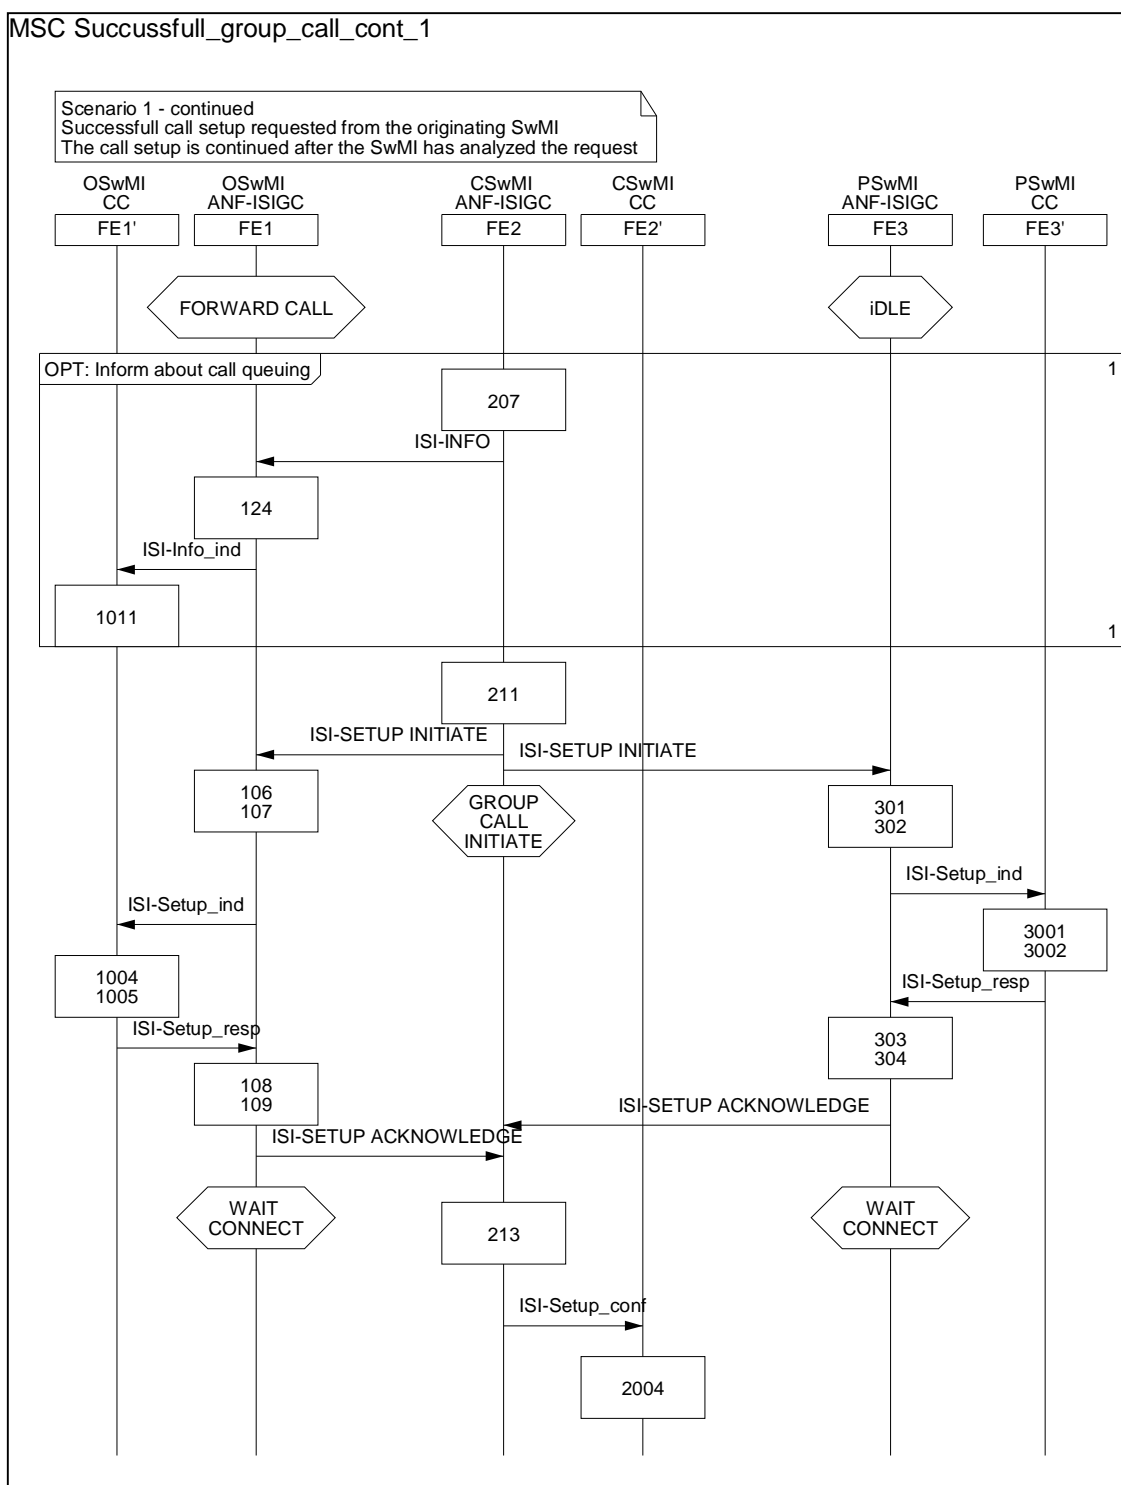 MSC Succussfull_group_call_cont_1
Scenario 1 - continued
Successfull call setup requested from the originating SwMI
The call setup is continued after the SwMI has analyzed the request
OSwMI
CC
FE1'
OSwMI
ANF-ISIGC
FE1
CSwMI
ANF-ISIGC
FE2
CSwMI
CC
FE2'
PSwMI
ANF-ISIGC
FE3
PSwMI
CC
FE3'
FORWARD CALL
iDLE
OPT: Inform about call queuing
1
207
ISI-INFO
124
ISI-Info_ind
1011
1
211
ISI-SETUP INITIATE
ISI-SETUP INITIATE
106
107
GROUP
CALL
INITIATE
301
302
ISI-Setup_ind
ISI-Setup_ind
3001
3002
1004
1005
ISI-Setup_resp
ISI-Setup_resp
303
304
108
109
ISI-SETUP ACKNOWLEDGE
ISI-SETUP ACKNOWLEDGE
WAIT
CONNECT
213
WAIT
CONNECT
ISI-Setup_conf
2004